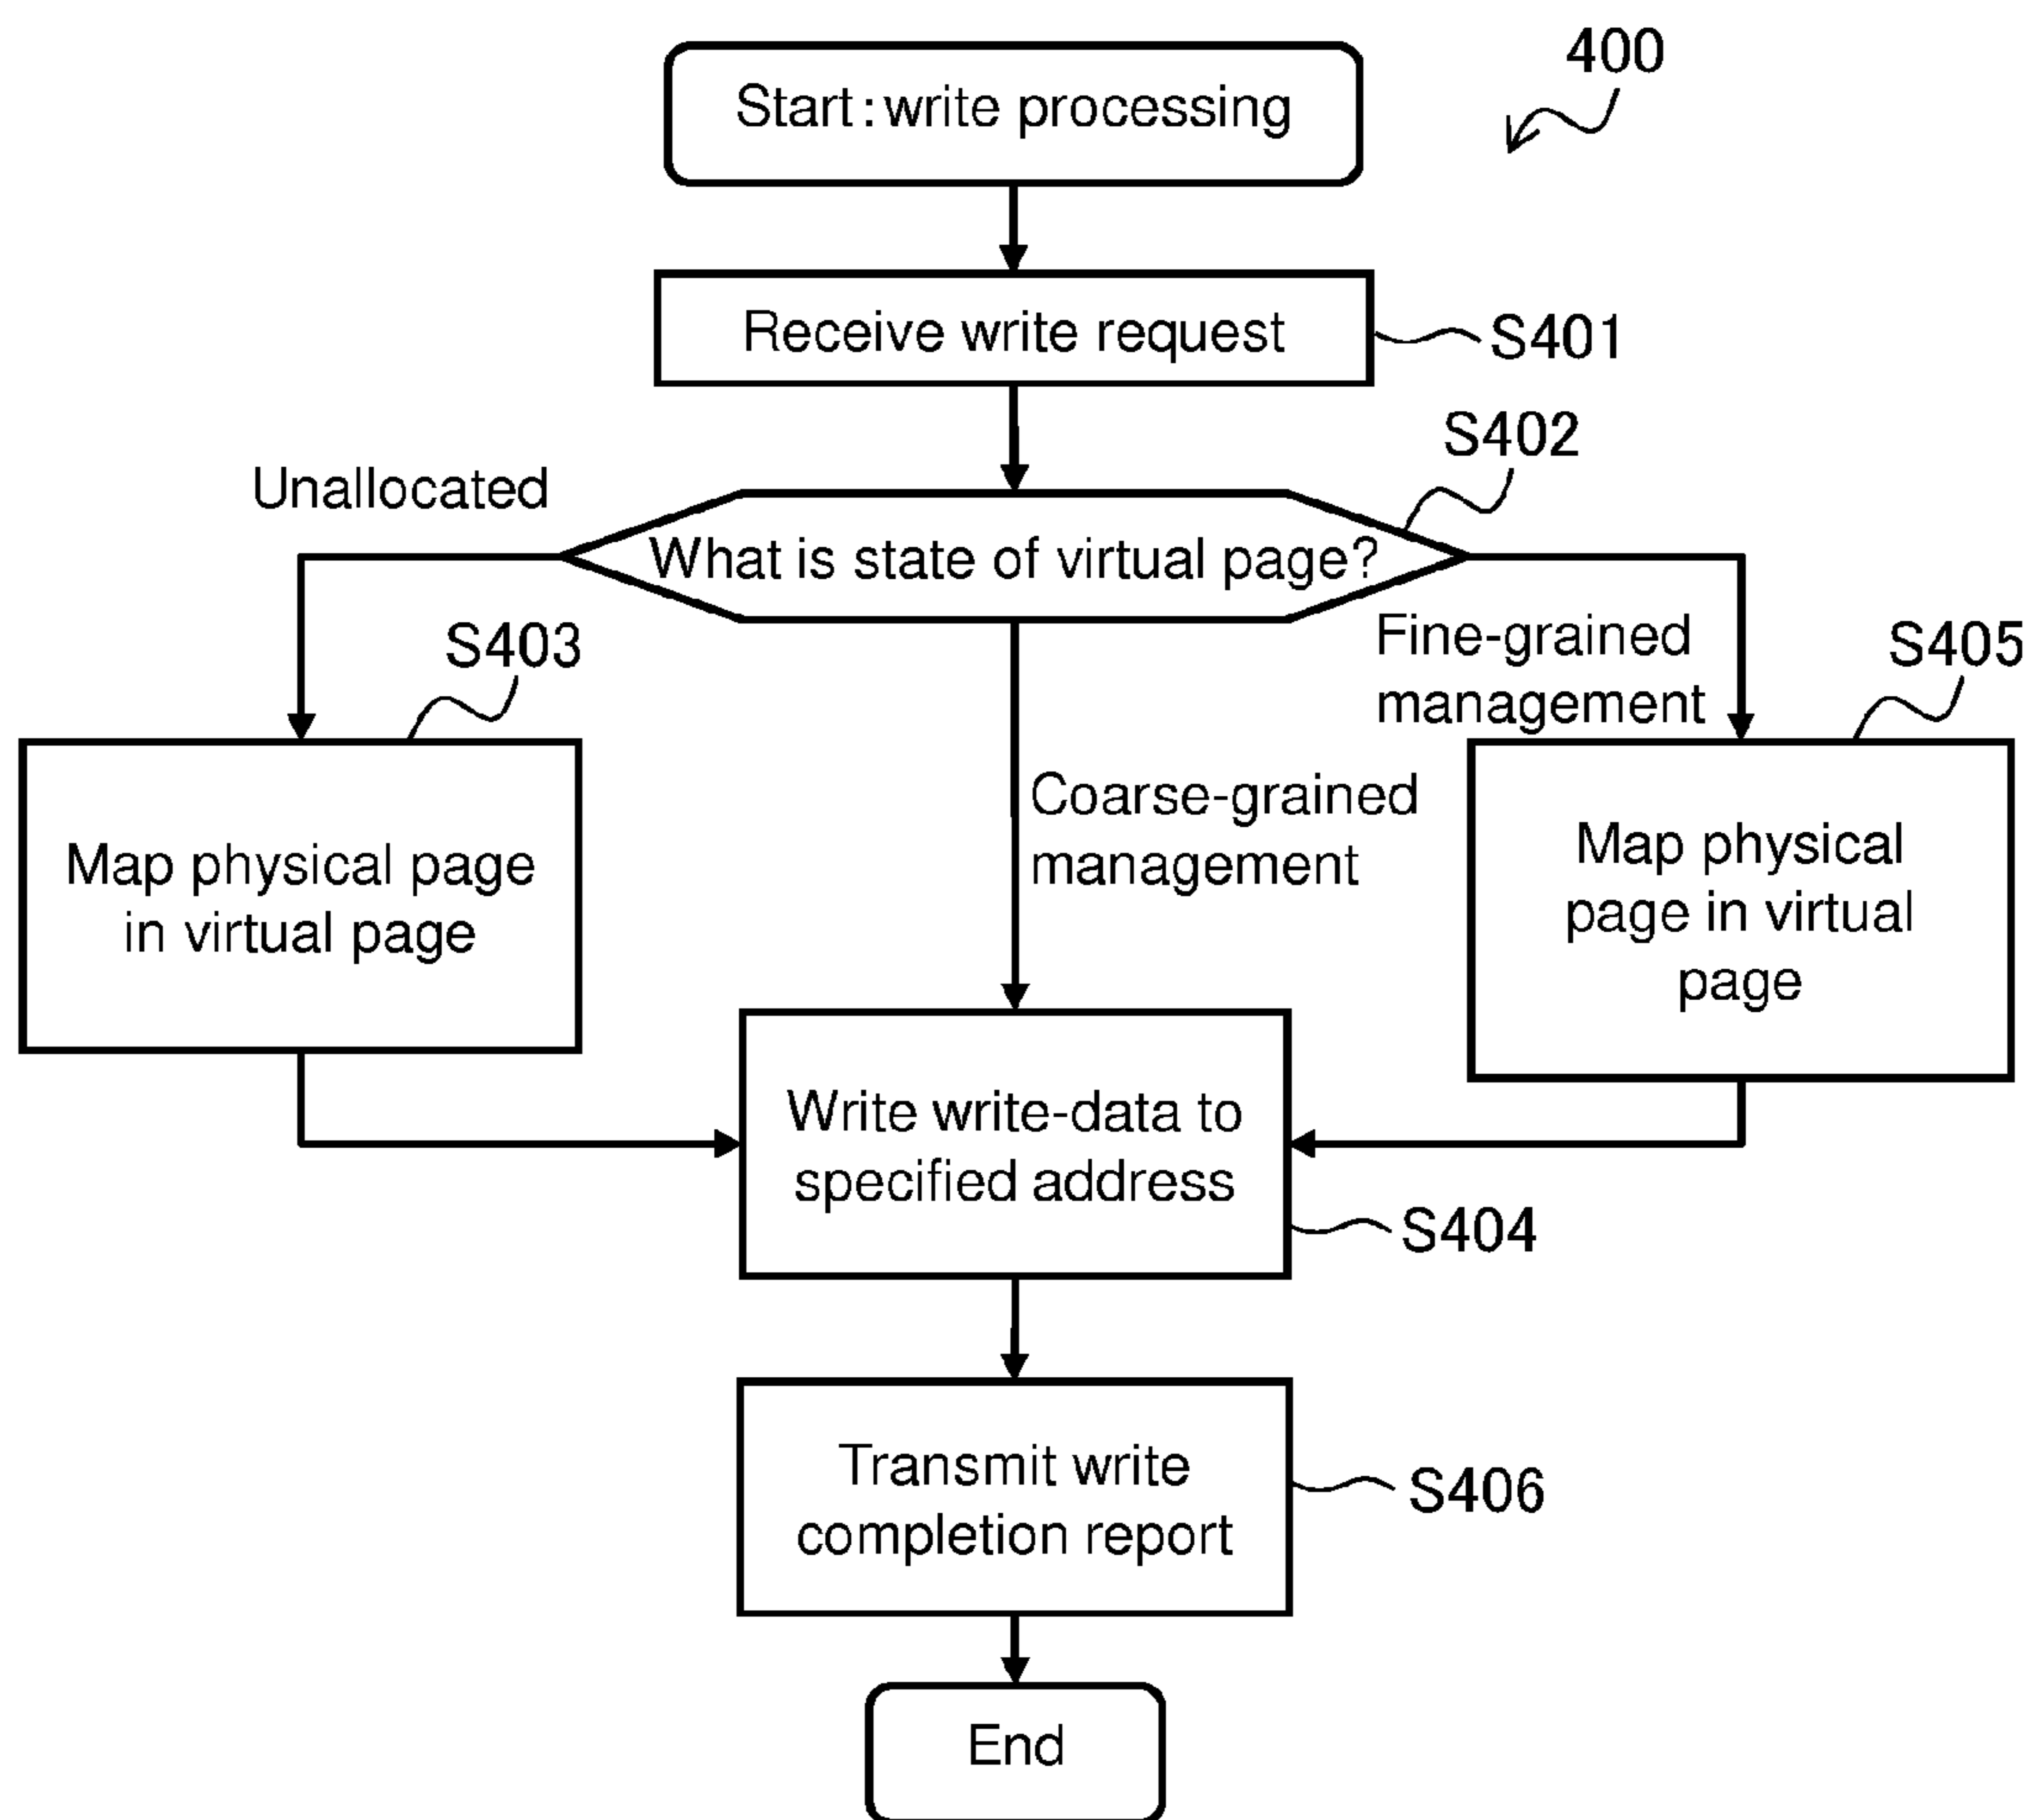 400
Start : write processing
Receive write request
S401
S402
Unallocated
What is state of virtual page?
S403
Fine-grained
management
S405
Coarse-grained
management
Map physical page
in virtual page
Map physical
page in virtual
page
Write write-data to
specified address
S404
Transmit write
completion report
S406
End